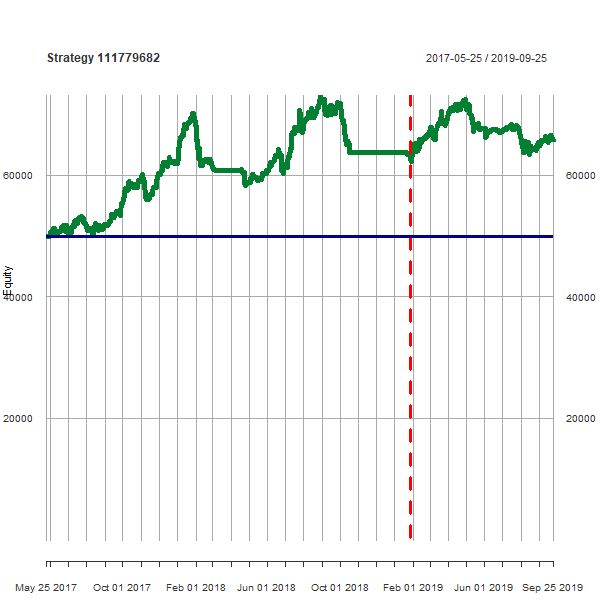 Strategy 111779682
2017-05-25 / 2019-09-25
60000
60000
Equity
40000
40000
20000
20000
May 25 2017
Oct 01 2017
Feb 01 2018
Jun 01 2018
Oct 01 2018
Feb 01 2019
Jun 01 2019
Sep 25 2019